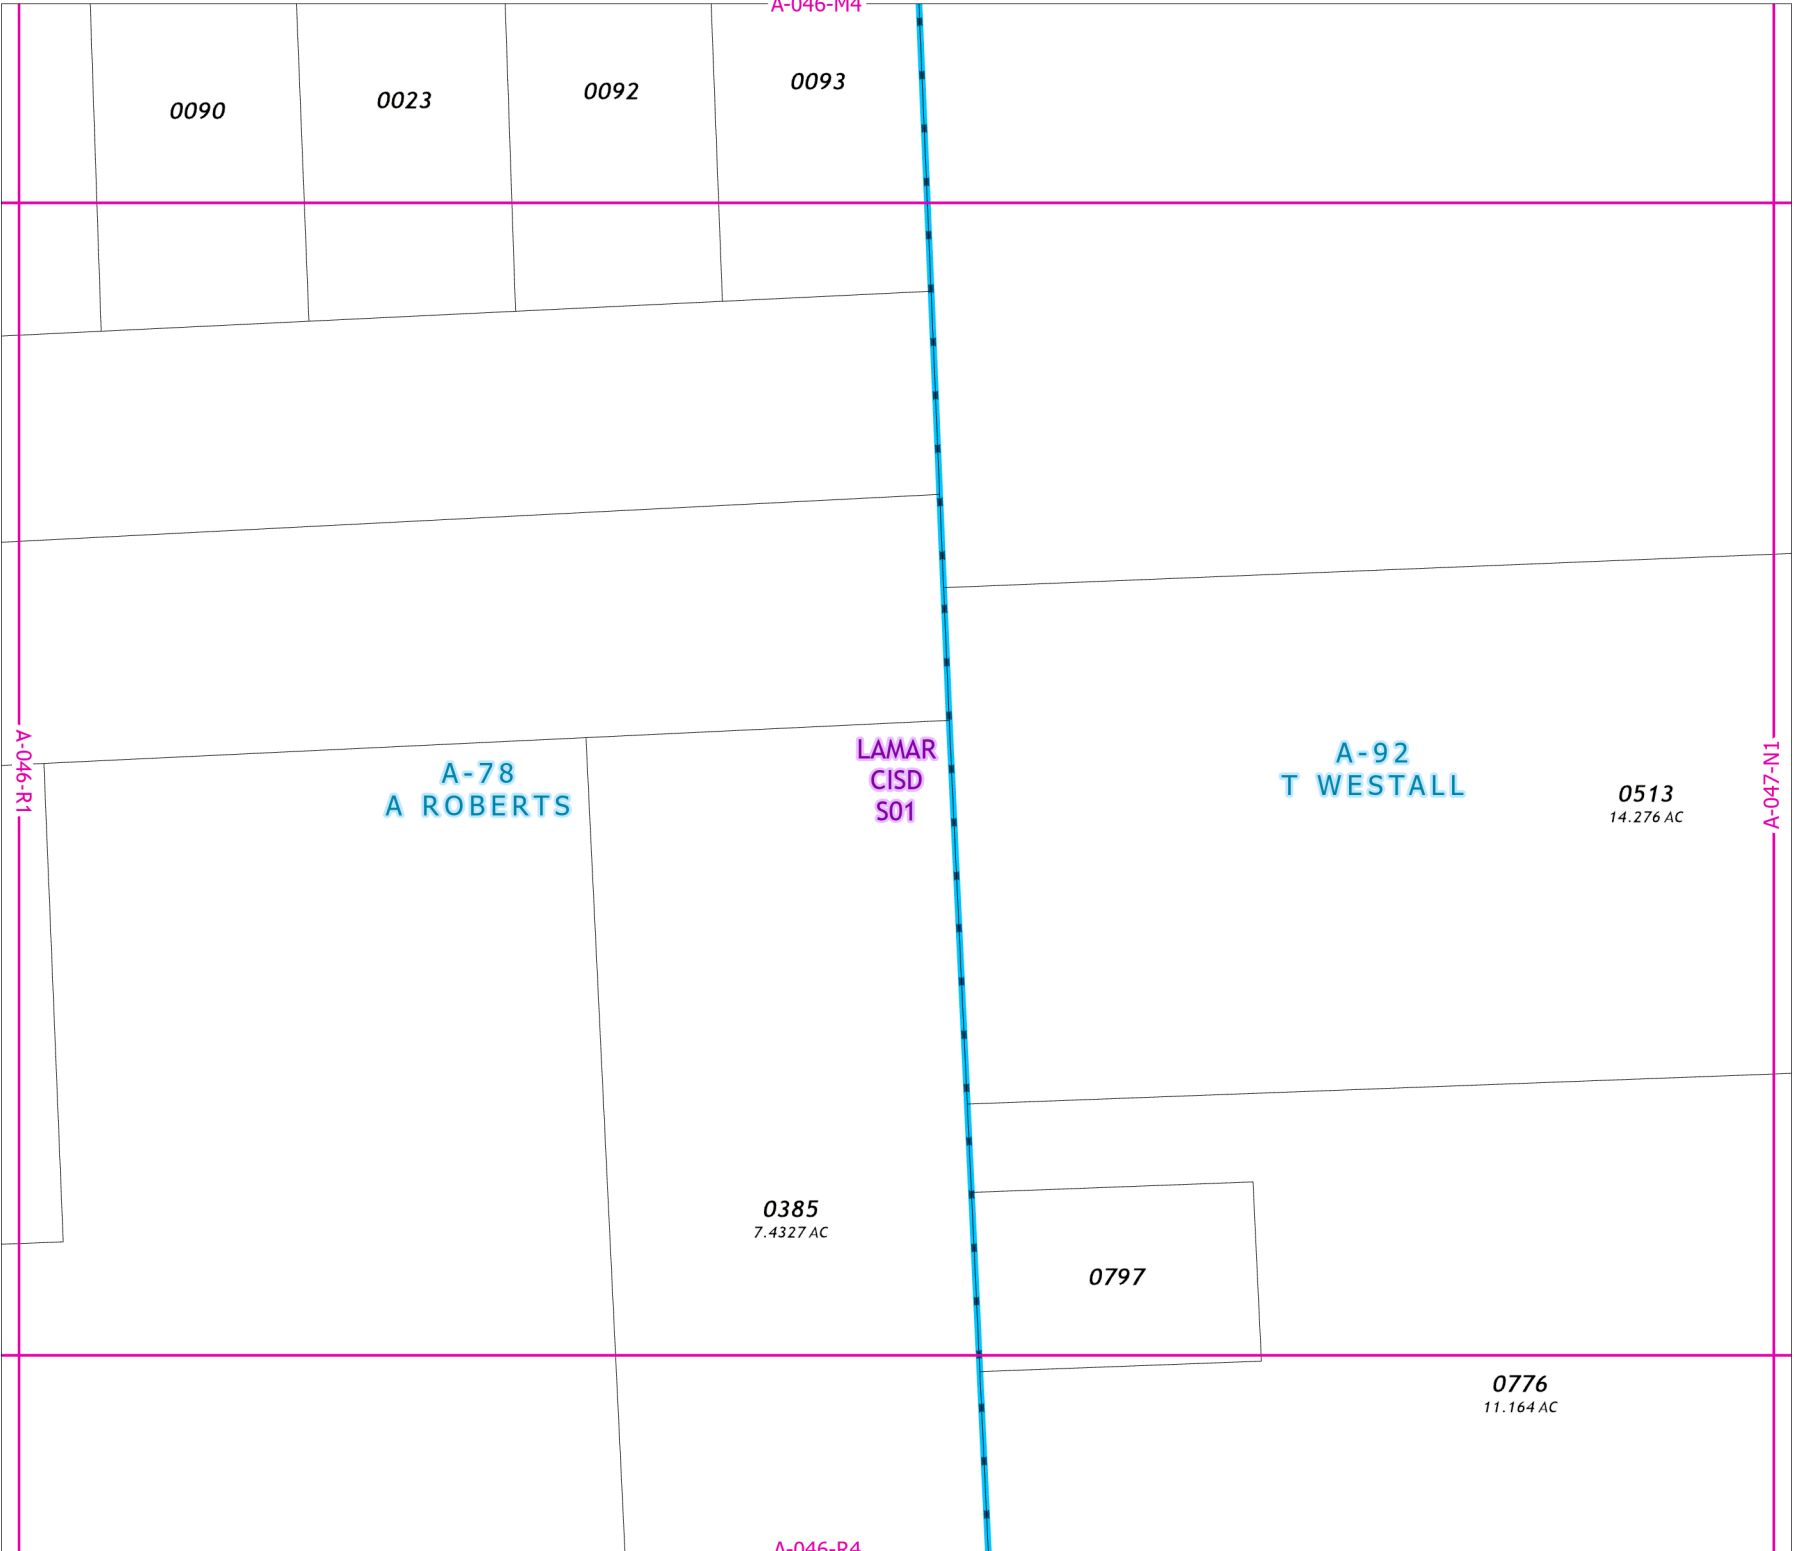 A-046-M4
0090
0023
0092
0093
A-046-R1
A-78
A ROBERTS
LAMAR
CISD
S01
A-92
T WESTALL
0513
14.276 AC
A-047-N1
0385
7.4327 AC
0797
0776
11.164 AC
A-046-R4